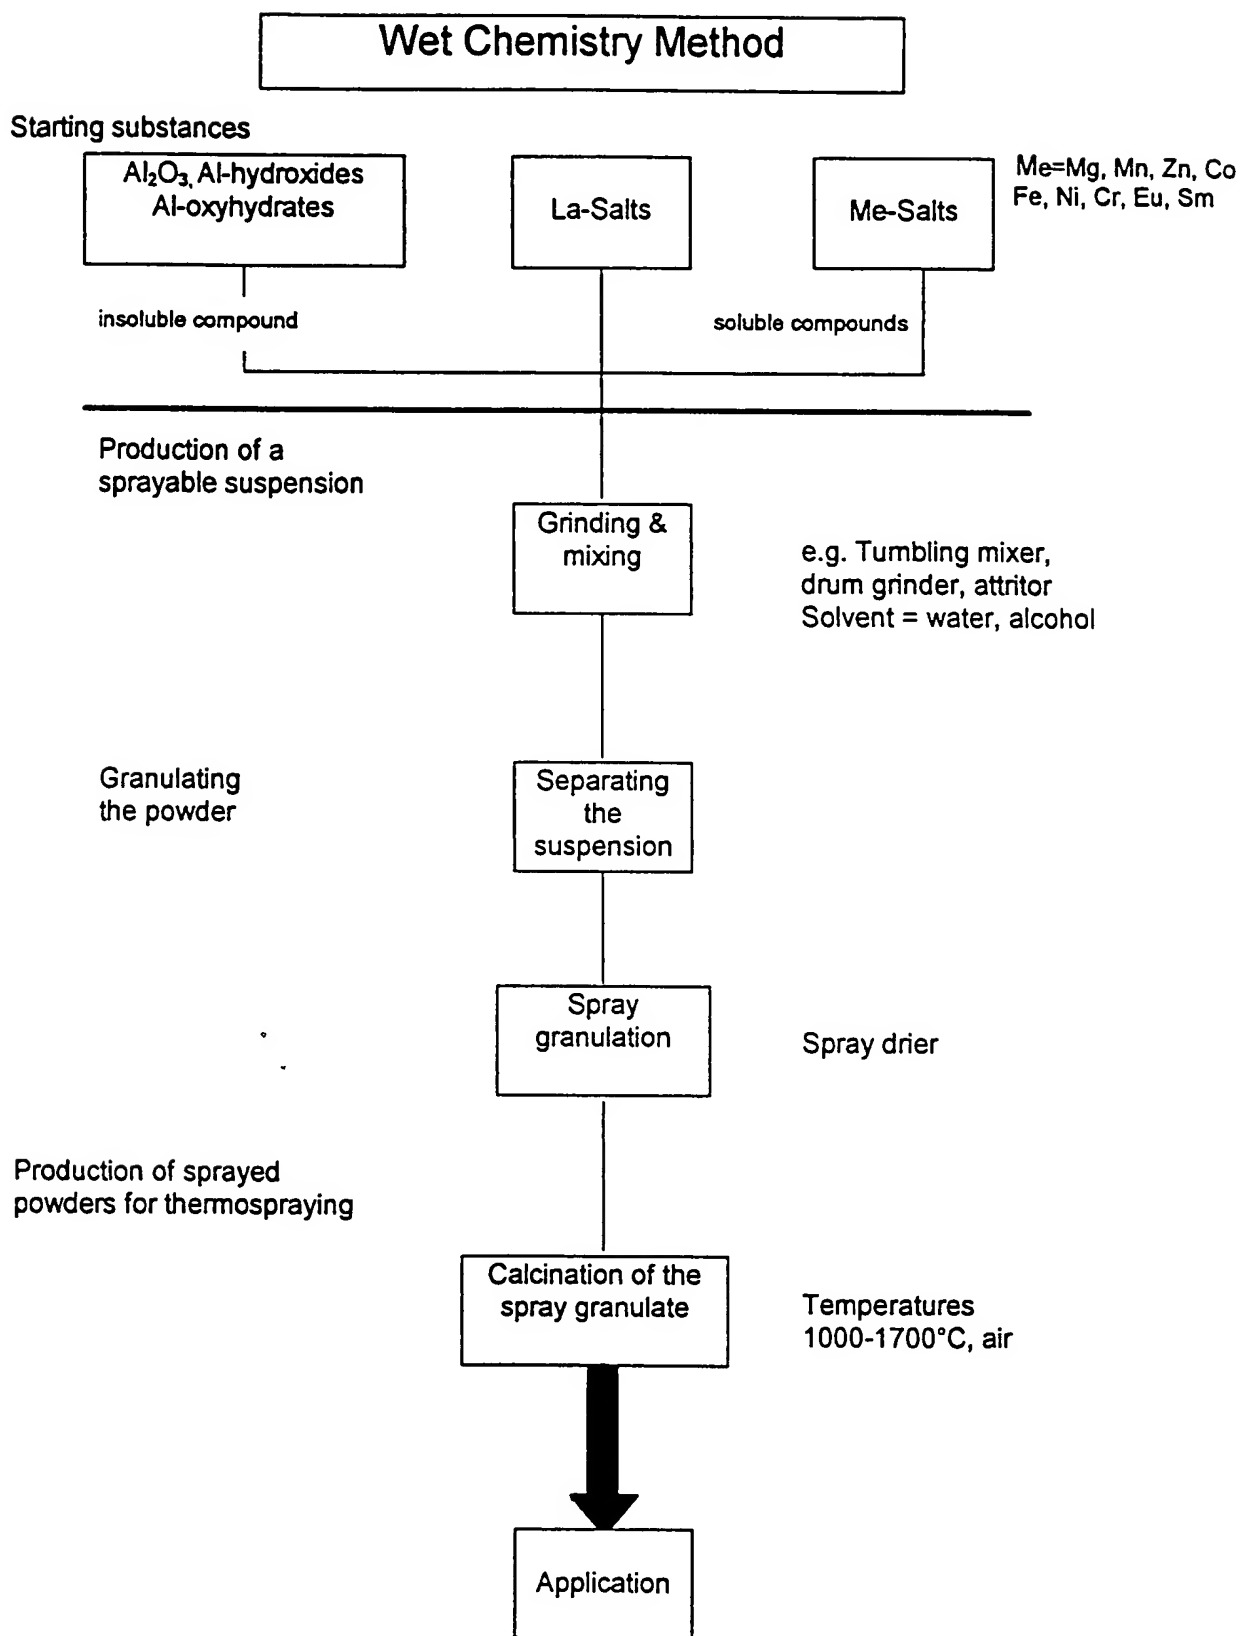 Wet Chemistry Method
Starting substances
Al₂O₃, Al-hydroxides
Al-oxyhydrates
La-Salts
Me-Salts
Me=Mg, Mn, Zn, Co
Fe, Ni, Cr, Eu, Sm
insoluble compound
soluble compounds
Production of a
sprayable suspension
Grinding &
mixing
e.g. Tumbling mixer,
drum grinder, attritor
Solvent = water, alcohol
Granulating
the powder
Separating
the
suspension
Spray
granulation
Spray drier
Production of sprayed
powders for thermospraying
Calcination of the
spray granulate
Temperatures
1000-1700°C, air
Application